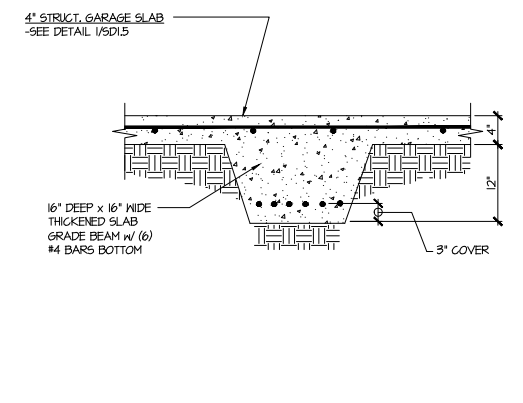 4" STRUCT. GARAGE SLAB
-SEE DETAIL 1/SD1.5
4"
12"
16" DEEP x 16" WIDE
THICKENED SLAB
GRADE BEAM w/ (6)
#4 BARS BOTTOM
3" COVER